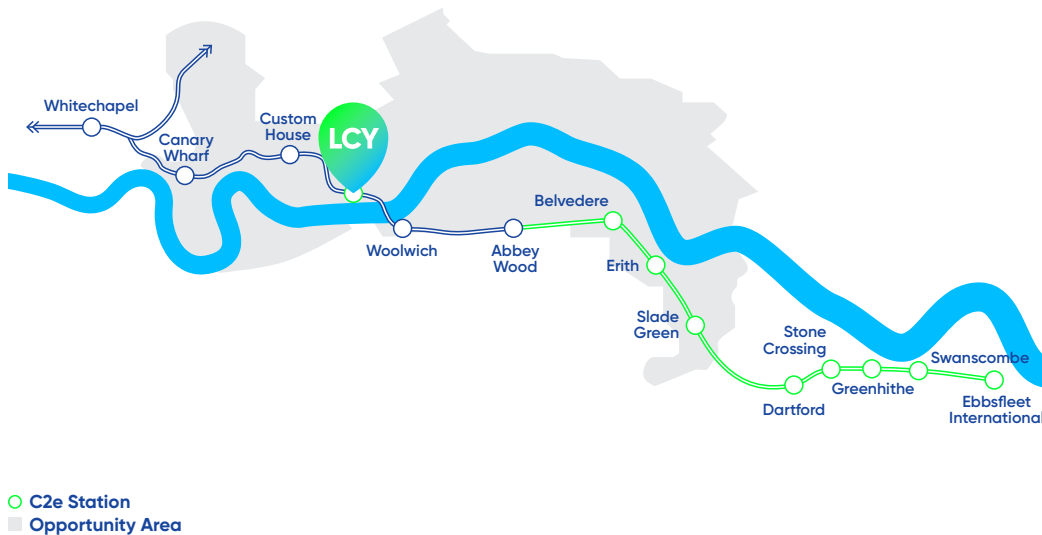 Whitechapel
Canary
Wharf
Custom
House
LCY
Woolwich
Abbey
Wood
Belvedere
Erith
Slade
Green
Dartford
Stone
Crossing
Greenhithe
Swanscombe
Ebbsfleet
International
C2e Station
Opportunity Area